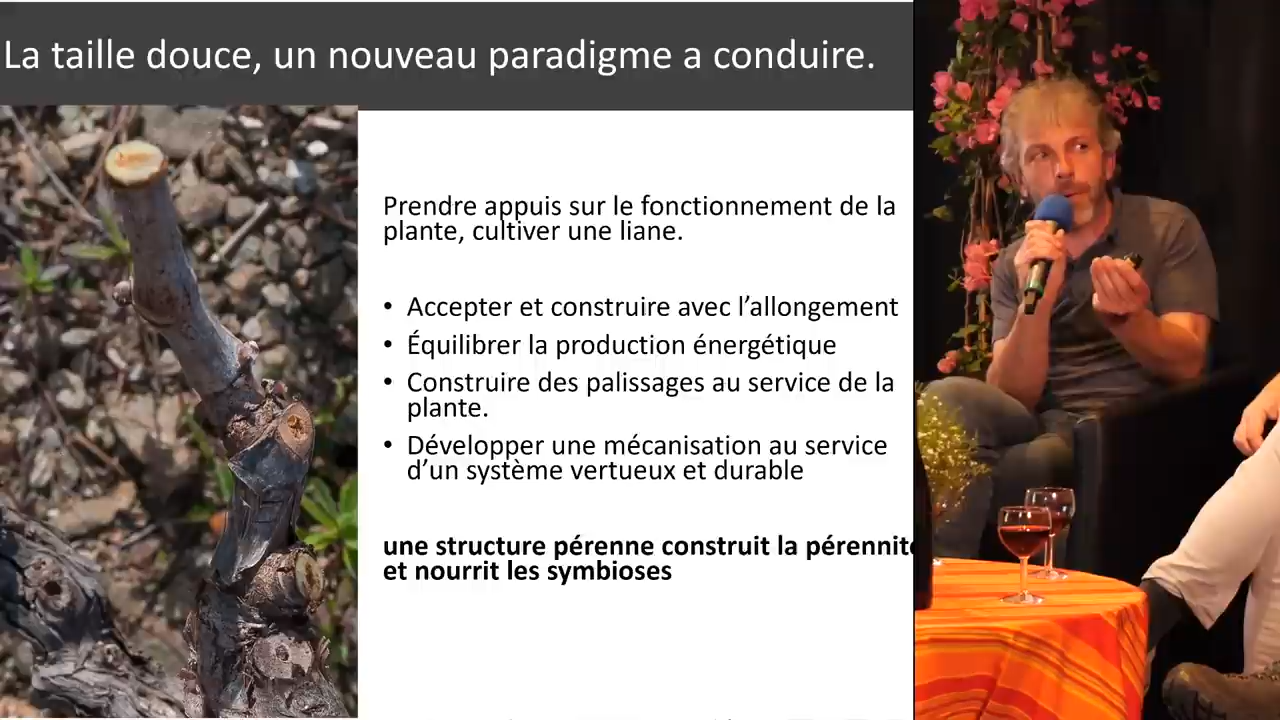 La taille douce, un nouveau paradigme a conduire.
Prendre appuis sur le fonctionnement de la
plante, cultiver une liane.
• Accepter et construire avec l’allongement
• Équilibrer la production énergétique
• Construire des palissages au service de la
plante.
• Développer une mécanisation au service
d’un système vertueux et durable
une structure pérenne construit la pérennité
et nourrit les symbioses